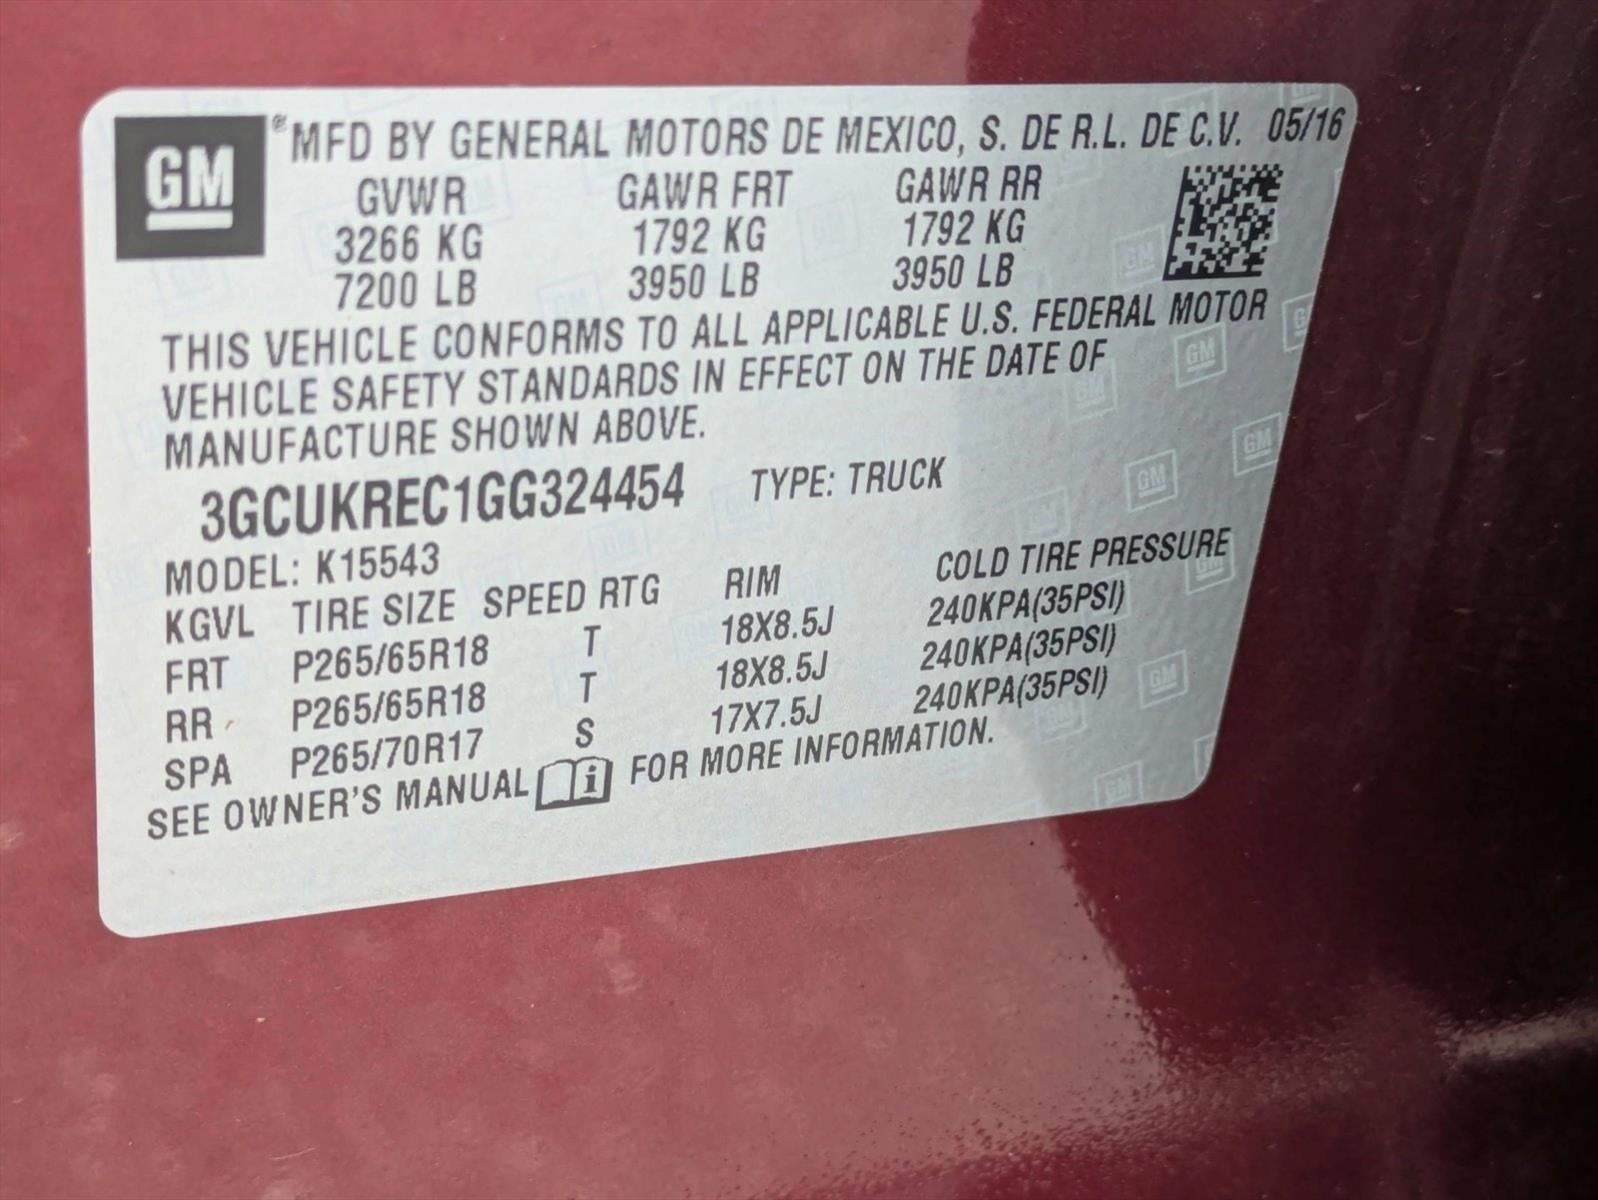 GM ® MFD BY GENERAL MOTORS DE MEXICO, S. DE R.L. DE C.V. 05/16
GVWR GAWR FRT GAWR RR
3266 KG 1792 KG 1792 KG
7200 LB 3950 LB 3950 LB
THIS VEHICLE CONFORMS TO ALL APPLICABLE U.S. FEDERAL MOTOR
VEHICLE SAFETY STANDARDS IN EFFECT ON THE DATE OF
MANUFACTURE SHOWN ABOVE.
3GCUKREC1GG324454 TYPE: TRUCK
MODEL: K15543
KGVL TIRE SIZE SPEED RTG RIM COLD TIRE PRESSURE
FRT P265/65R18 T 18X8.5J 240KPA(35PSI)
RR P265/65R18 T 18X8.5J 240KPA(35PSI)
SPA P265/70R17 S 17X7.5J 240KPA(35PSI)
SEE OWNER'S MANUAL i FOR MORE INFORMATION.